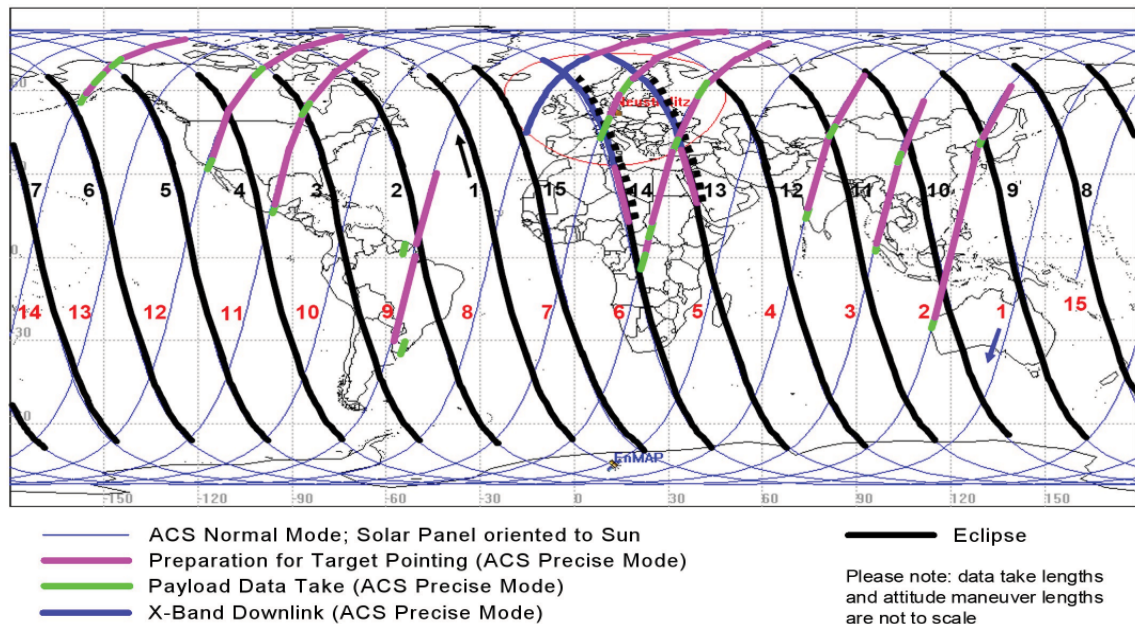 60
Neustrelitz
7 6 5 4 3 2 1 15 14 13 12 11 10 9 8
0
14 13 12 11 10 9 8 7 6 5 4 3 2 1 15
30
EnMAP
-150 -120 -90 -60 -30 0 30 60 90 120 150
ACS Normal Mode; Solar Panel oriented to Sun
Preparation for Target Pointing (ACS Precise Mode)
Payload Data Take (ACS Precise Mode)
X-Band Downlink (ACS Precise Mode)
Eclipse
Please note: data take lengths
and attitude maneuver lengths
are not to scale